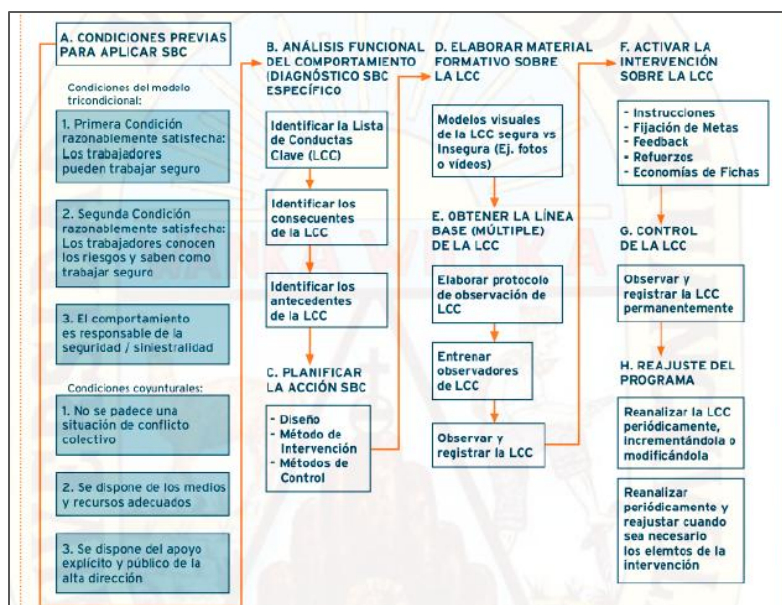 A. CONDICIONES PREVIAS
PARA APLICAR SBC
Condiciones del modelo
tricondicional:
1. Primera Condición
razonablemente satisfecha:
Los trabajadores
pueden trabajar seguro
2. Segunda Condición
razonablemente satisfecha:
Los trabajadores conocen
los riesgos y saben como
trabajar seguro
3. El comportamiento
es responsable de la
seguridad / siniestralidad
Condiciones coyunturales:
1. No se padece una
situación de conflicto
colectivo
2. Se dispone de los medios
y recursos adecuados
3. Se dispone del apoyo
explícito y público de la
alta dirección
B. ANÁLISIS FUNCIONAL
DEL COMPORTAMIENTO
(DIAGNÓSTICO SBC
ESPECÍFICO)
Identificar la Lista
de Conductas
Clave (LCC)
Identificar los
consecuentes
de la LCC
Identificar los
antecedentes
de la LCC
C. PLANIFICAR
LA ACCIÓN SBC
- Diseño
- Método de
Intervención
- Métodos de
Control
D. ELABORAR MATERIAL
FORMATIVO SOBRE
LA LCC
Modelos visuales
de la LCC segura vs
Insegura (Ej. fotos
o vídeos)
E. OBTENER LA LÍNEA
BASE (MÚLTIPLE)
DE LA LCC
Elaborar protocolo
de observación de
LCC
Entrenar
observadores
de LCC
Observar y
registrar la LCC
F. ACTIVAR LA
INTERVENCIÓN
SOBRE LA LCC
- Instrucciones
- Fijación de Metas
- Feedback
- Refuerzos
- Economías de Fichas
G. CONTROL
DE LA LCC
Observar y
registrar la LCC
permanentemente
H. REAJUSTE DEL
PROGRAMA
Reanalizar la LCC
periódicamente,
incrementándola o
modificándola
Reanalizar
periódicamente y
reajustar cuando
sea necesario
los elemtos de la
intervención
WANKA WILLKA